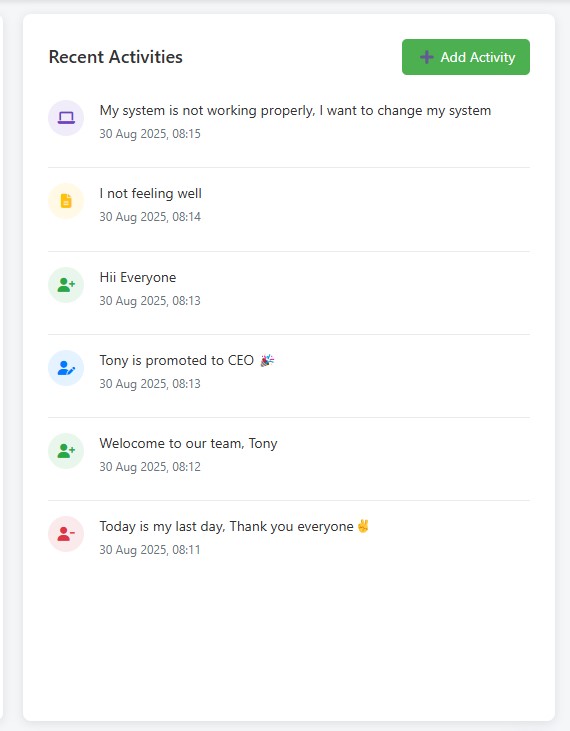 Recent Activities
➕ Add Activity
My system is not working properly, I want to change my system
30 Aug 2025, 08:15
I not feeling well
30 Aug 2025, 08:14
Hii Everyone
30 Aug 2025, 08:13
Tony is promoted to CEO 🎉
30 Aug 2025, 08:13
Welocome to our team, Tony
30 Aug 2025, 08:12
Today is my last day, Thank you everyone✌️
30 Aug 2025, 08:11